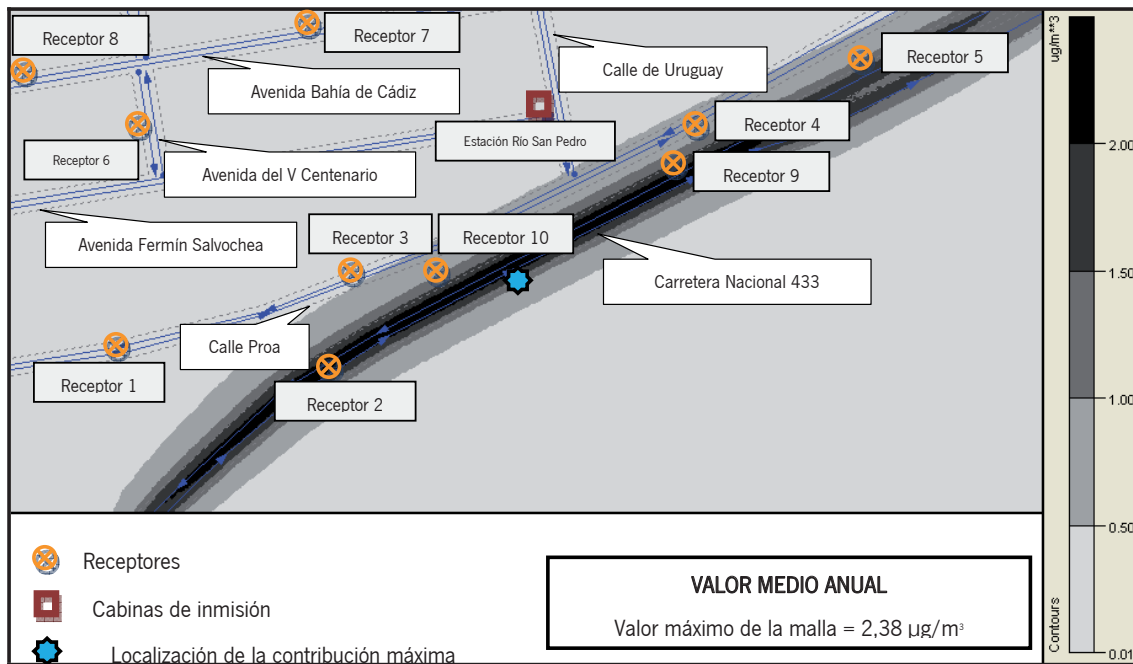 Receptor 8
Receptor 7
Calle de Uruguay
Receptor 5
Avenida Bahía de Cádiz
Receptor 6
Estación Río San Pedro
Receptor 4
Avenida del V Centenario
Receptor 9
Avenida Fermín Salvochea
Receptor 3
Receptor 10
Carretera Nacional 433
Calle Proa
Receptor 1
Receptor 2
ug/m**3
2.00
1.50
1.00
0.50
0.01
Contours
Receptores
Cabinas de inmisión
Localización de la contribución máxima
VALOR MEDIO ANUAL
Valor máximo de la malla = 2,38 µg/m³